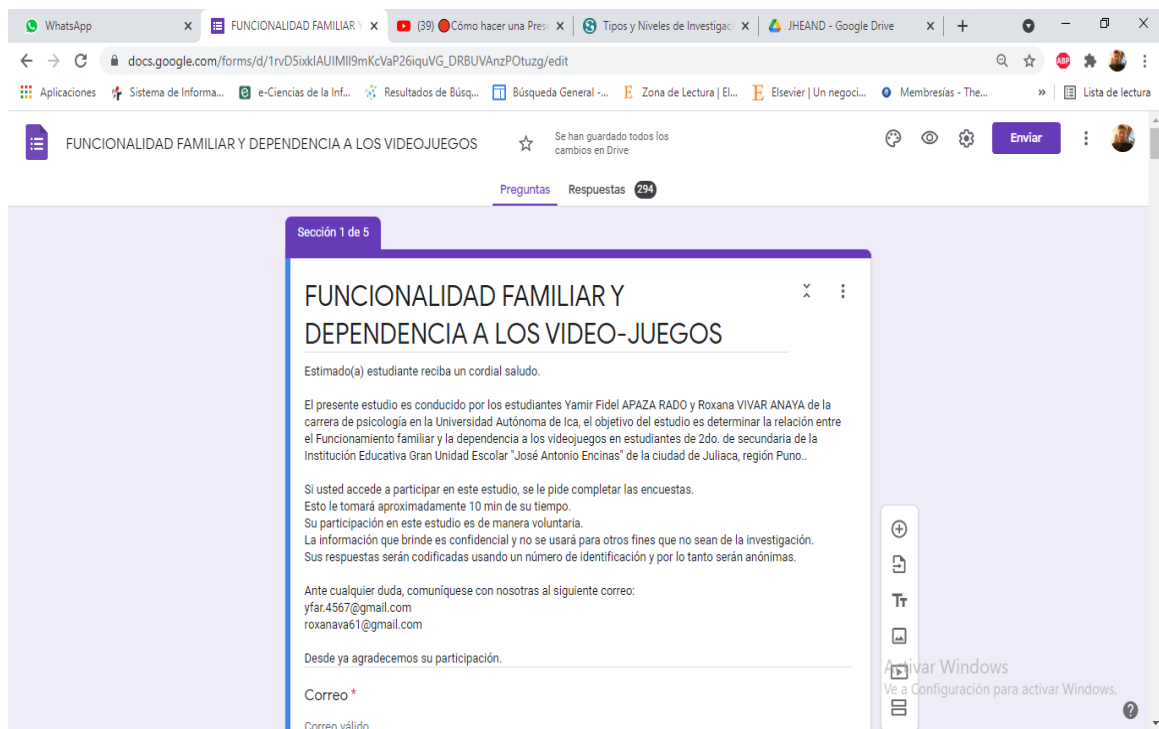 WhatsApp
FUNCIONALIDAD FAMILIAR Y
(39) Cómo hacer una Prese
Tipos y Niveles de Investigaci
JHEAND - Google Drive
docs.google.com/forms/d/1rvD5ixklAUIMIl9mKcVaP26iquVG_DRBUVAnzPOtuzg/edit
ABP
Aplicaciones
Sistema de Informa...
e-Ciencias de la Inf...
Resultados de Búsq...
Búsqueda General -...
Zona de Lectura | El...
Elsevier | Un negoci...
Membresías - The...
»
Lista de lectura
FUNCIONALIDAD FAMILIAR Y DEPENDENCIA A LOS VIDEOJUEGOS
Se han guardado todos los
cambios en Drive
Enviar
Preguntas
Respuestas 294
Sección 1 de 5
FUNCIONALIDAD FAMILIAR Y
DEPENDENCIA A LOS VIDEO-JUEGOS
Estimado(a) estudiante reciba un cordial saludo.
El presente estudio es conducido por los estudiantes Yamir Fidel APAZA RADO y Roxana VIVAR ANAYA de la
carrera de psicología en la Universidad Autónoma de Ica, el objetivo del estudio es determinar la relación entre
el Funcionamiento familiar y la dependencia a los videojuegos en estudiantes de 2do. de secundaria de la
Institución Educativa Gran Unidad Escolar "José Antonio Encinas" de la ciudad de Juliaca, región Puno..
Si usted accede a participar en este estudio, se le pide completar las encuestas.
Esto le tomará aproximadamente 10 min de su tiempo.
Su participación en este estudio es de manera voluntaria.
La información que brinde es confidencial y no se usará para otros fines que no sean de la investigación.
Sus respuestas serán codificadas usando un número de identificación y por lo tanto serán anónimas.
Ante cualquier duda, comuníquese con nosotras al siguiente correo:
yfar.4567@gmail.com
roxanava61@gmail.com
Desde ya agradecemos su participación.
Correo *
Correo válido
Tт
Activar Windows
Ve a Configuración para activar Windows.